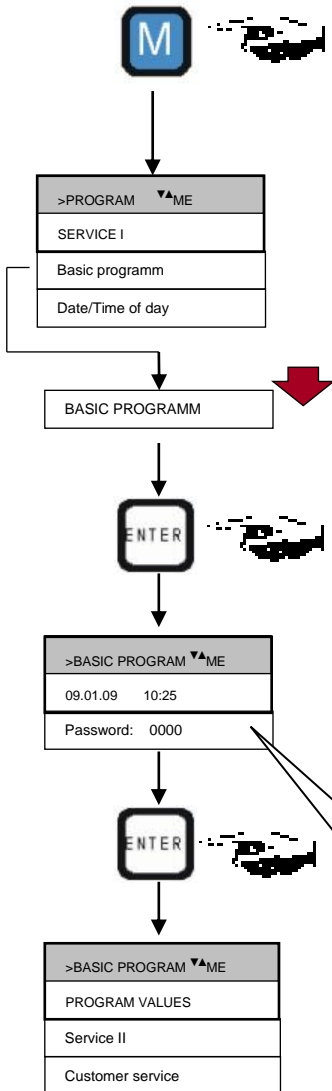 M
>PROGRAM ▼▲ME
SERVICE I
Basic programm
Date/Time of day
BASIC PROGRAMM
ENTER
>BASIC PROGRAM ▼▲ME
09.01.09 10:25
Password: 0000
ENTER
>BASIC PROGRAM ▼▲ME
PROGRAM VALUES
Service II
Customer service